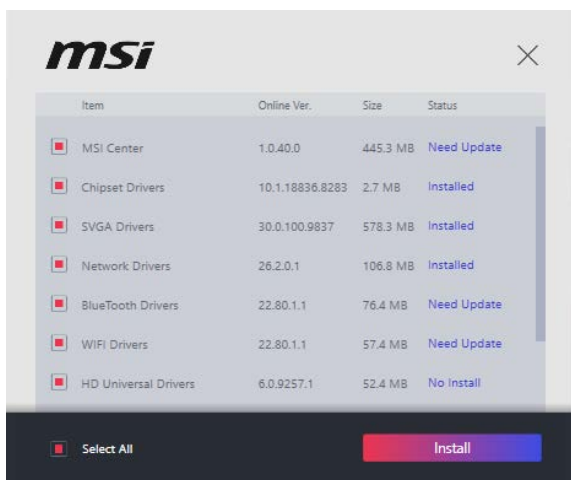 msi
Item Online Ver. Size Status
MSI Center 1.0.40.0 445.3 MB Need Update
Chipset Drivers 10.1.18836.8283 2.7 MB Installed
SVGA Drivers 30.0.100.9837 578.3 MB Installed
Network Drivers 26.2.0.1 106.8 MB Installed
BlueTooth Drivers 22.80.1.1 76.4 MB Need Update
WIFI Drivers 22.80.1.1 57.4 MB Need Update
HD Universal Drivers 6.0.9257.1 52.4 MB No Install
Select All Install